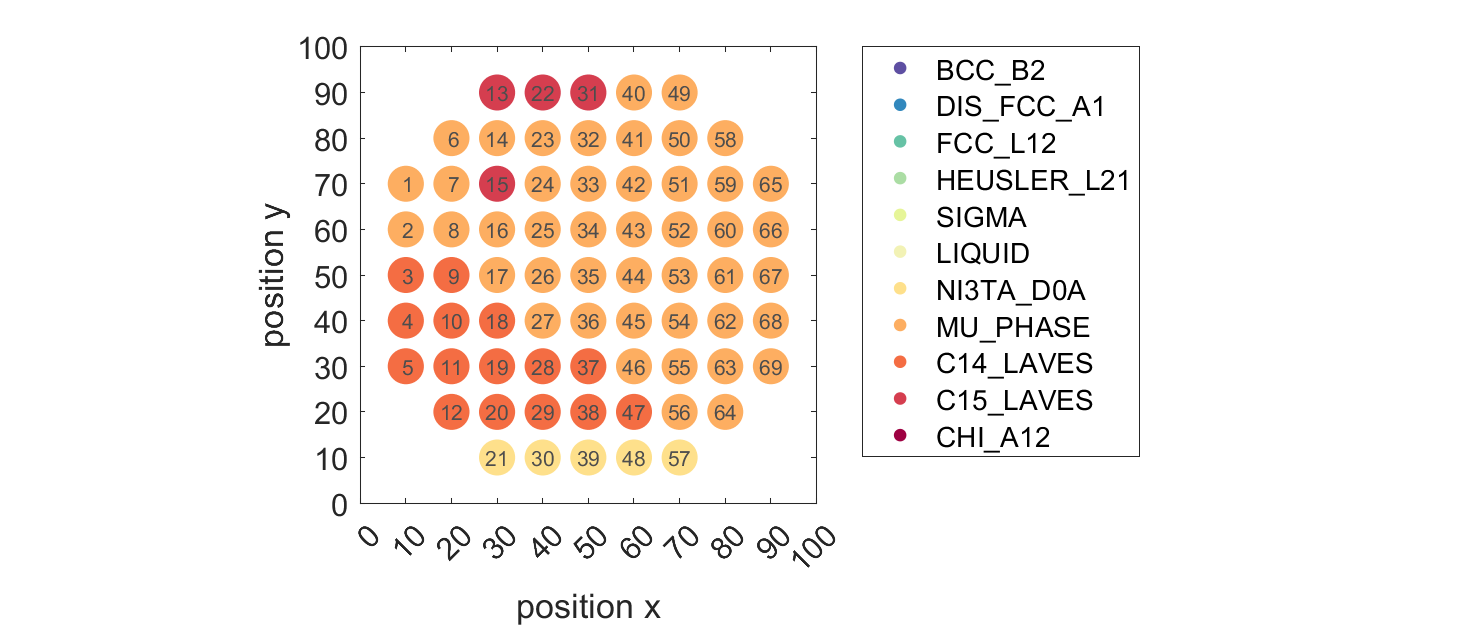 100
90 13 22 31 40 49
80 6 14 23 32 41 50 58
70 1 7 15 24 33 42 51 59 65
60 2 8 16 25 34 43 52 60 66
50 3 9 17 26 35 44 53 61 67
40 4 10 18 27 36 45 54 62 68
30 5 11 19 28 37 46 55 63 69
20 12 20 29 38 47 56 64
10 21 30 39 48 57
0
0 10 20 30 40 50 60 70 80 90 100
position x
position y
BCC_B2
DIS_FCC_A1
FCC_L12
HEUSLER_L21
SIGMA
LIQUID
NI3TA_D0A
MU_PHASE
C14_LAVES
C15_LAVES
CHI_A12